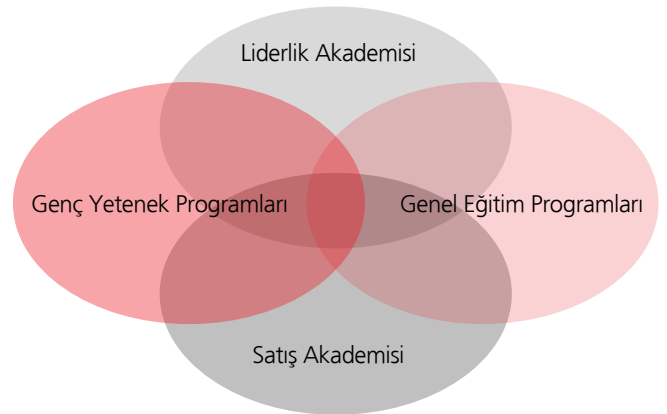 Liderlik Akademisi
Genç Yetenek Programları
Genel Eğitim Programları
Satış Akademisi